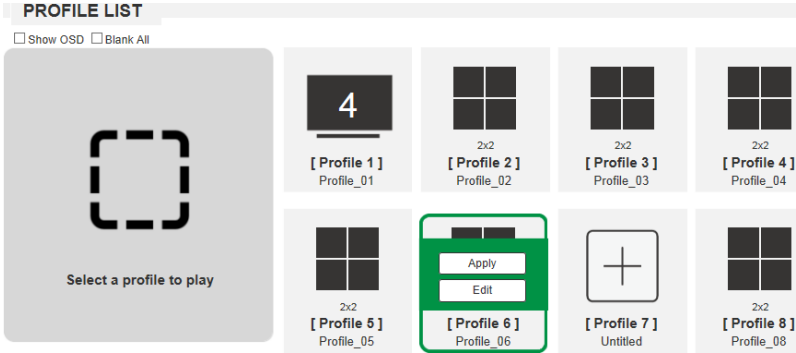 PROFILE LIST
Show OSD Blank All
Select a profile to play
4
[ Profile 1 ]
Profile_01
2x2
[ Profile 2 ]
Profile_02
2x2
[ Profile 3 ]
Profile_03
2x2
[ Profile 4 ]
Profile_04
2x2
[ Profile 5 ]
Profile_05
Apply
Edit
[ Profile 6 ]
Profile_06
[ Profile 7 ]
Untitled
2x2
[ Profile 8 ]
Profile_08